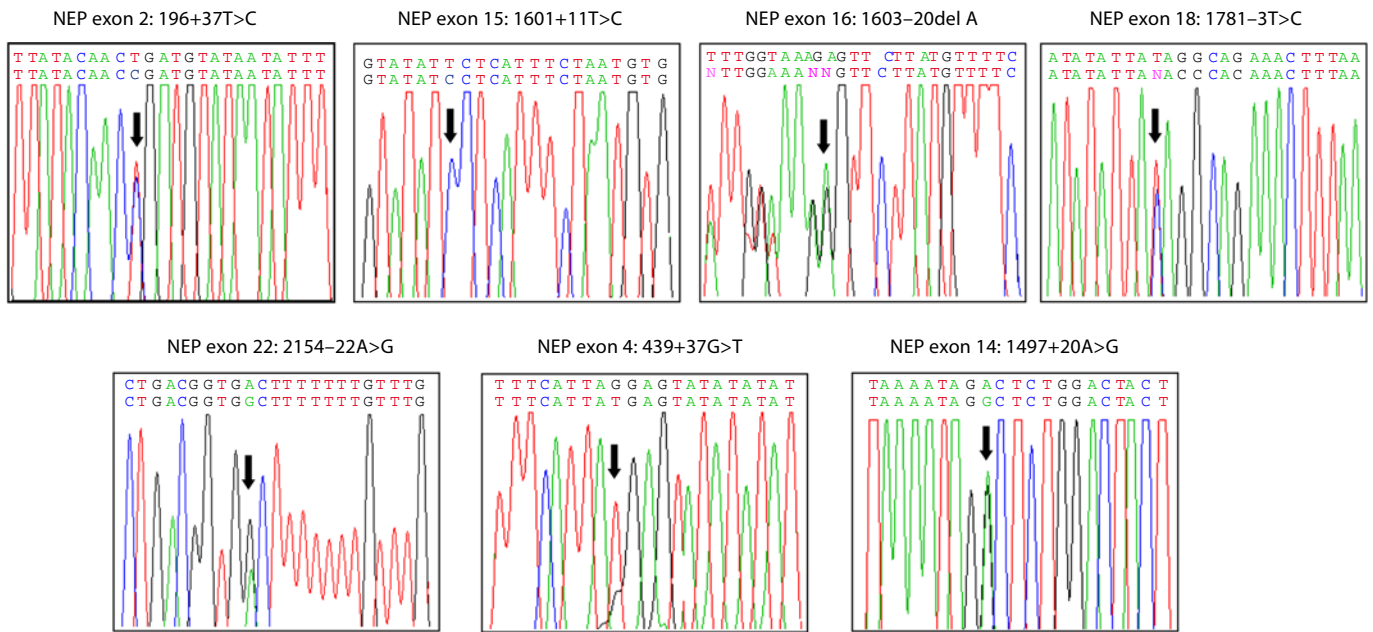 NEP exon 2: 196+37T>C
TTATACAACTGATGTATAATATTT
TTATACAACCGATGTATAATATTT
NEP exon 15: 1601+11T>C
GTATATTCTCATTTCTAATGTG
GTATATCCTCATTTCTAATGTG
NEP exon 16: 1603–20del A
TTTGGTAAAGAGTT CTTATGTTTTC
NTTGGAAANNGTTCTTATGTTTTC
NEP exon 18: 1781–3T>C
ATATATTATAGGCAGAAACTTTAA
ATATATTANACCCACAAACTTTAA
NEP exon 22: 2154–22A>G
CTGACGGTGACTTTTTTTGTTTG
CTGACGGTGGCTTTTTTTGTTTG
NEP exon 4: 439+37G>T
TTTCATTAGGAGTATATATAT
TTTCATTATGAGTATATATAT
NEP exon 14: 1497+20A>G
TAAAATAGACTCTGGACTACT
TAAAATAGGCTCTGGACTACT